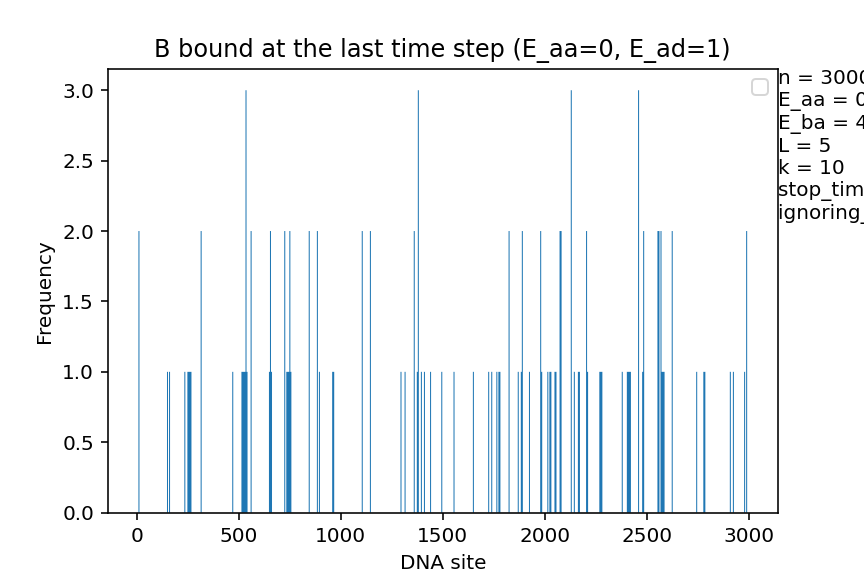 B bound at the last time step (E_aa=0, E_ad=1)
n = 3000
E_aa = 0
E_ba = 4
L = 5
k = 10
stop_tim
ignoring_
3.0
2.5
2.0
1.5
1.0
0.5
0.0
Frequency
0 500 1000 1500 2000 2500 3000
DNA site